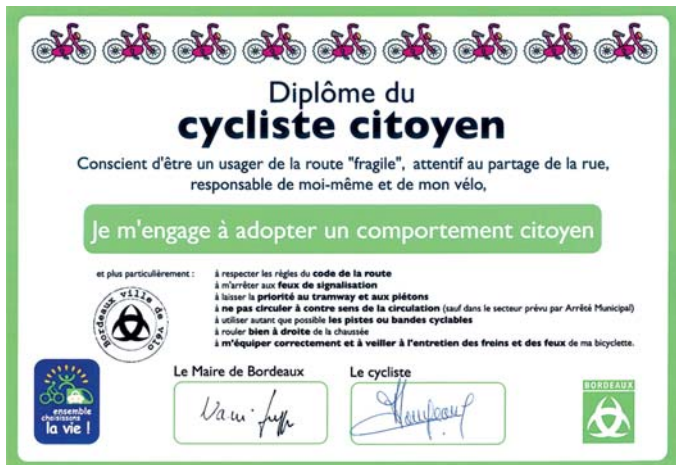 Diplôme du
cycliste citoyen
Conscient d'être un usager de la route "fragile", attentif au partage de la rue,
responsable de moi-même et de mon vélo,
Je m'engage à adopter un comportement citoyen
et plus particulièrement :
à respecter les règles du code de la route
à m'arrêter aux feux de signalisation
à laisser la priorité au tramway et aux piétons
à ne pas circuler à contre sens de la circulation (sauf dans le secteur prévu par Arrêté Municipal)
à utiliser autant que possible les pistes ou bandes cyclables
à rouler bien à droite de la chaussée
à m'équiper correctement et à veiller à l'entretien des freins et des feux de ma bicyclette.
Bordeaux ville de vélo
Le Maire de Bordeaux
Le cycliste
ensemble
choisissons
la vie !
BORDEAUX